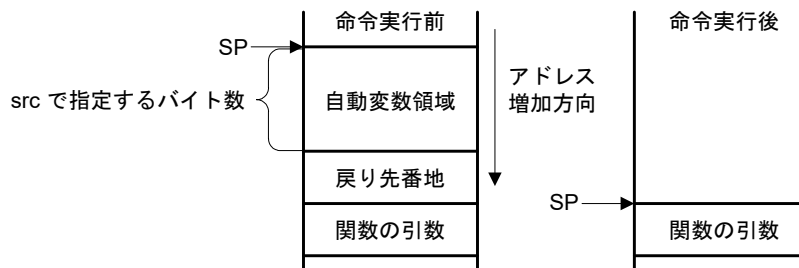 命令実行前
命令実行後
SP
src で指定するバイト数
自動変数領域
アドレス
増加方向
戻り先番地
SP
関数の引数
関数の引数